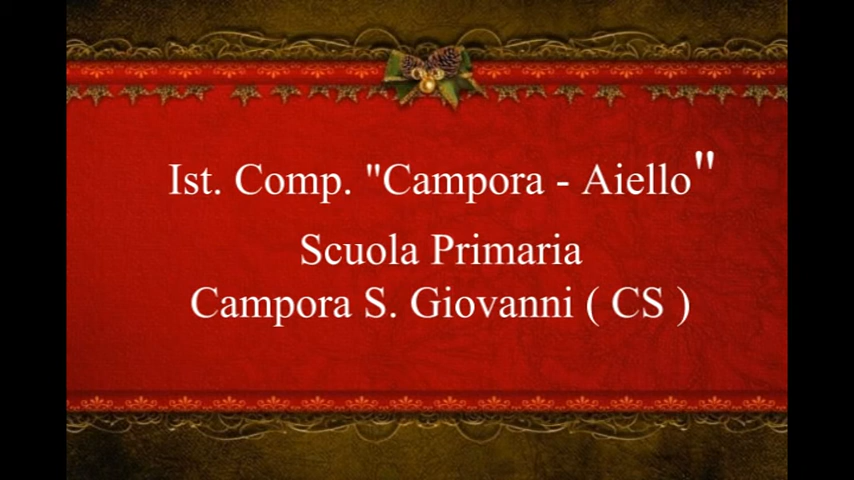 Ist. Comp. "Campora - Aiello"
Scuola Primaria
Campora S. Giovanni ( CS )